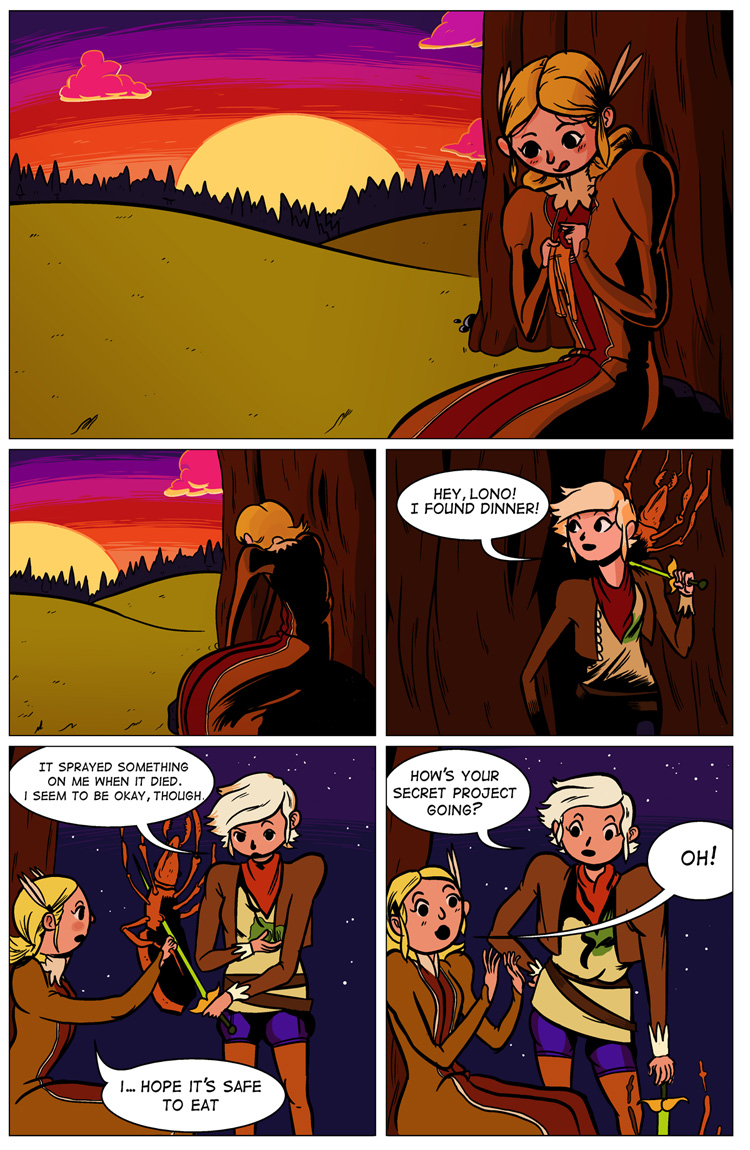 HEY, LONO!
I FOUND DINNER!
IT SPRAYED SOMETHING
ON ME WHEN IT DIED.
I SEEM TO BE OKAY, THOUGH.
I... HOPE IT'S SAFE
TO EAT
HOW'S YOUR
SECRET PROJECT
GOING?
OH!